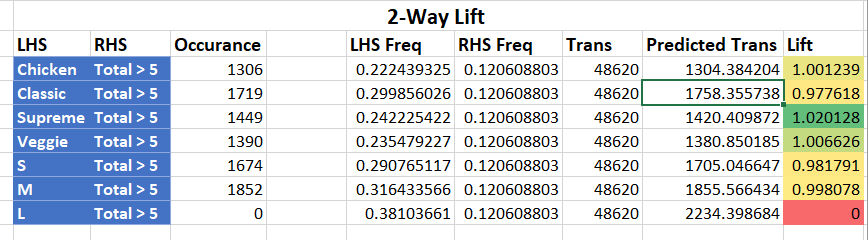 2-Way Lift
LHS RHS Occurance LHS Freq RHS Freq Trans Predicted Trans Lift
Chicken Total > 5 1306 0.222439325 0.120608803 48620 1304.384204 1.001239
Classic Total > 5 1719 0.299856026 0.120608803 48620 1758.355738 0.977618
Supreme Total > 5 1449 0.242225422 0.120608803 48620 1420.409872 1.020128
Veggie Total > 5 1390 0.235479227 0.120608803 48620 1380.850185 1.006626
S Total > 5 1674 0.290765117 0.120608803 48620 1705.046647 0.981791
M Total > 5 1852 0.316433566 0.120608803 48620 1855.566434 0.998078
L Total > 5 0 0.38103661 0.120608803 48620 2234.398684 0